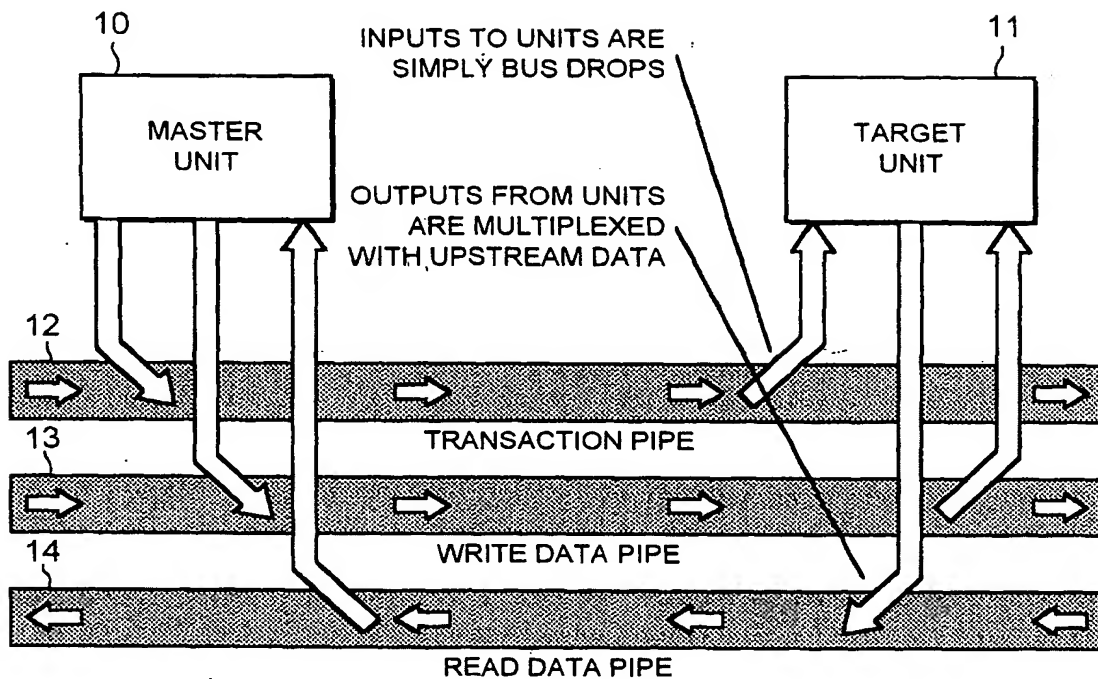 10
INPUTS TO UNITS ARE
SIMPLY BUS DROPS
11
MASTER
UNIT
TARGET
UNIT
OUTPUTS FROM UNITS
ARE MULTIPLEXED
WITH UPSTREAM DATA
12
TRANSACTION PIPE
13
WRITE DATA PIPE
14
READ DATA PIPE